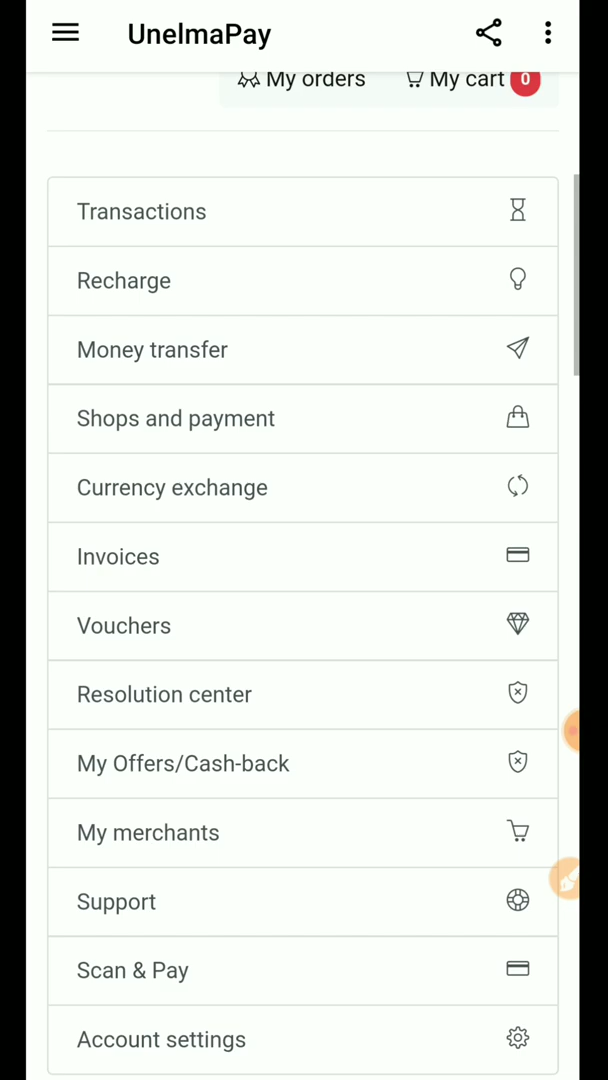 UnelmaPay
My orders My cart 0
Transactions
Recharge
Money transfer
Shops and payment
Currency exchange
Invoices
Vouchers
Resolution center
My Offers/Cash-back
My merchants
Support
Scan & Pay
Account settings